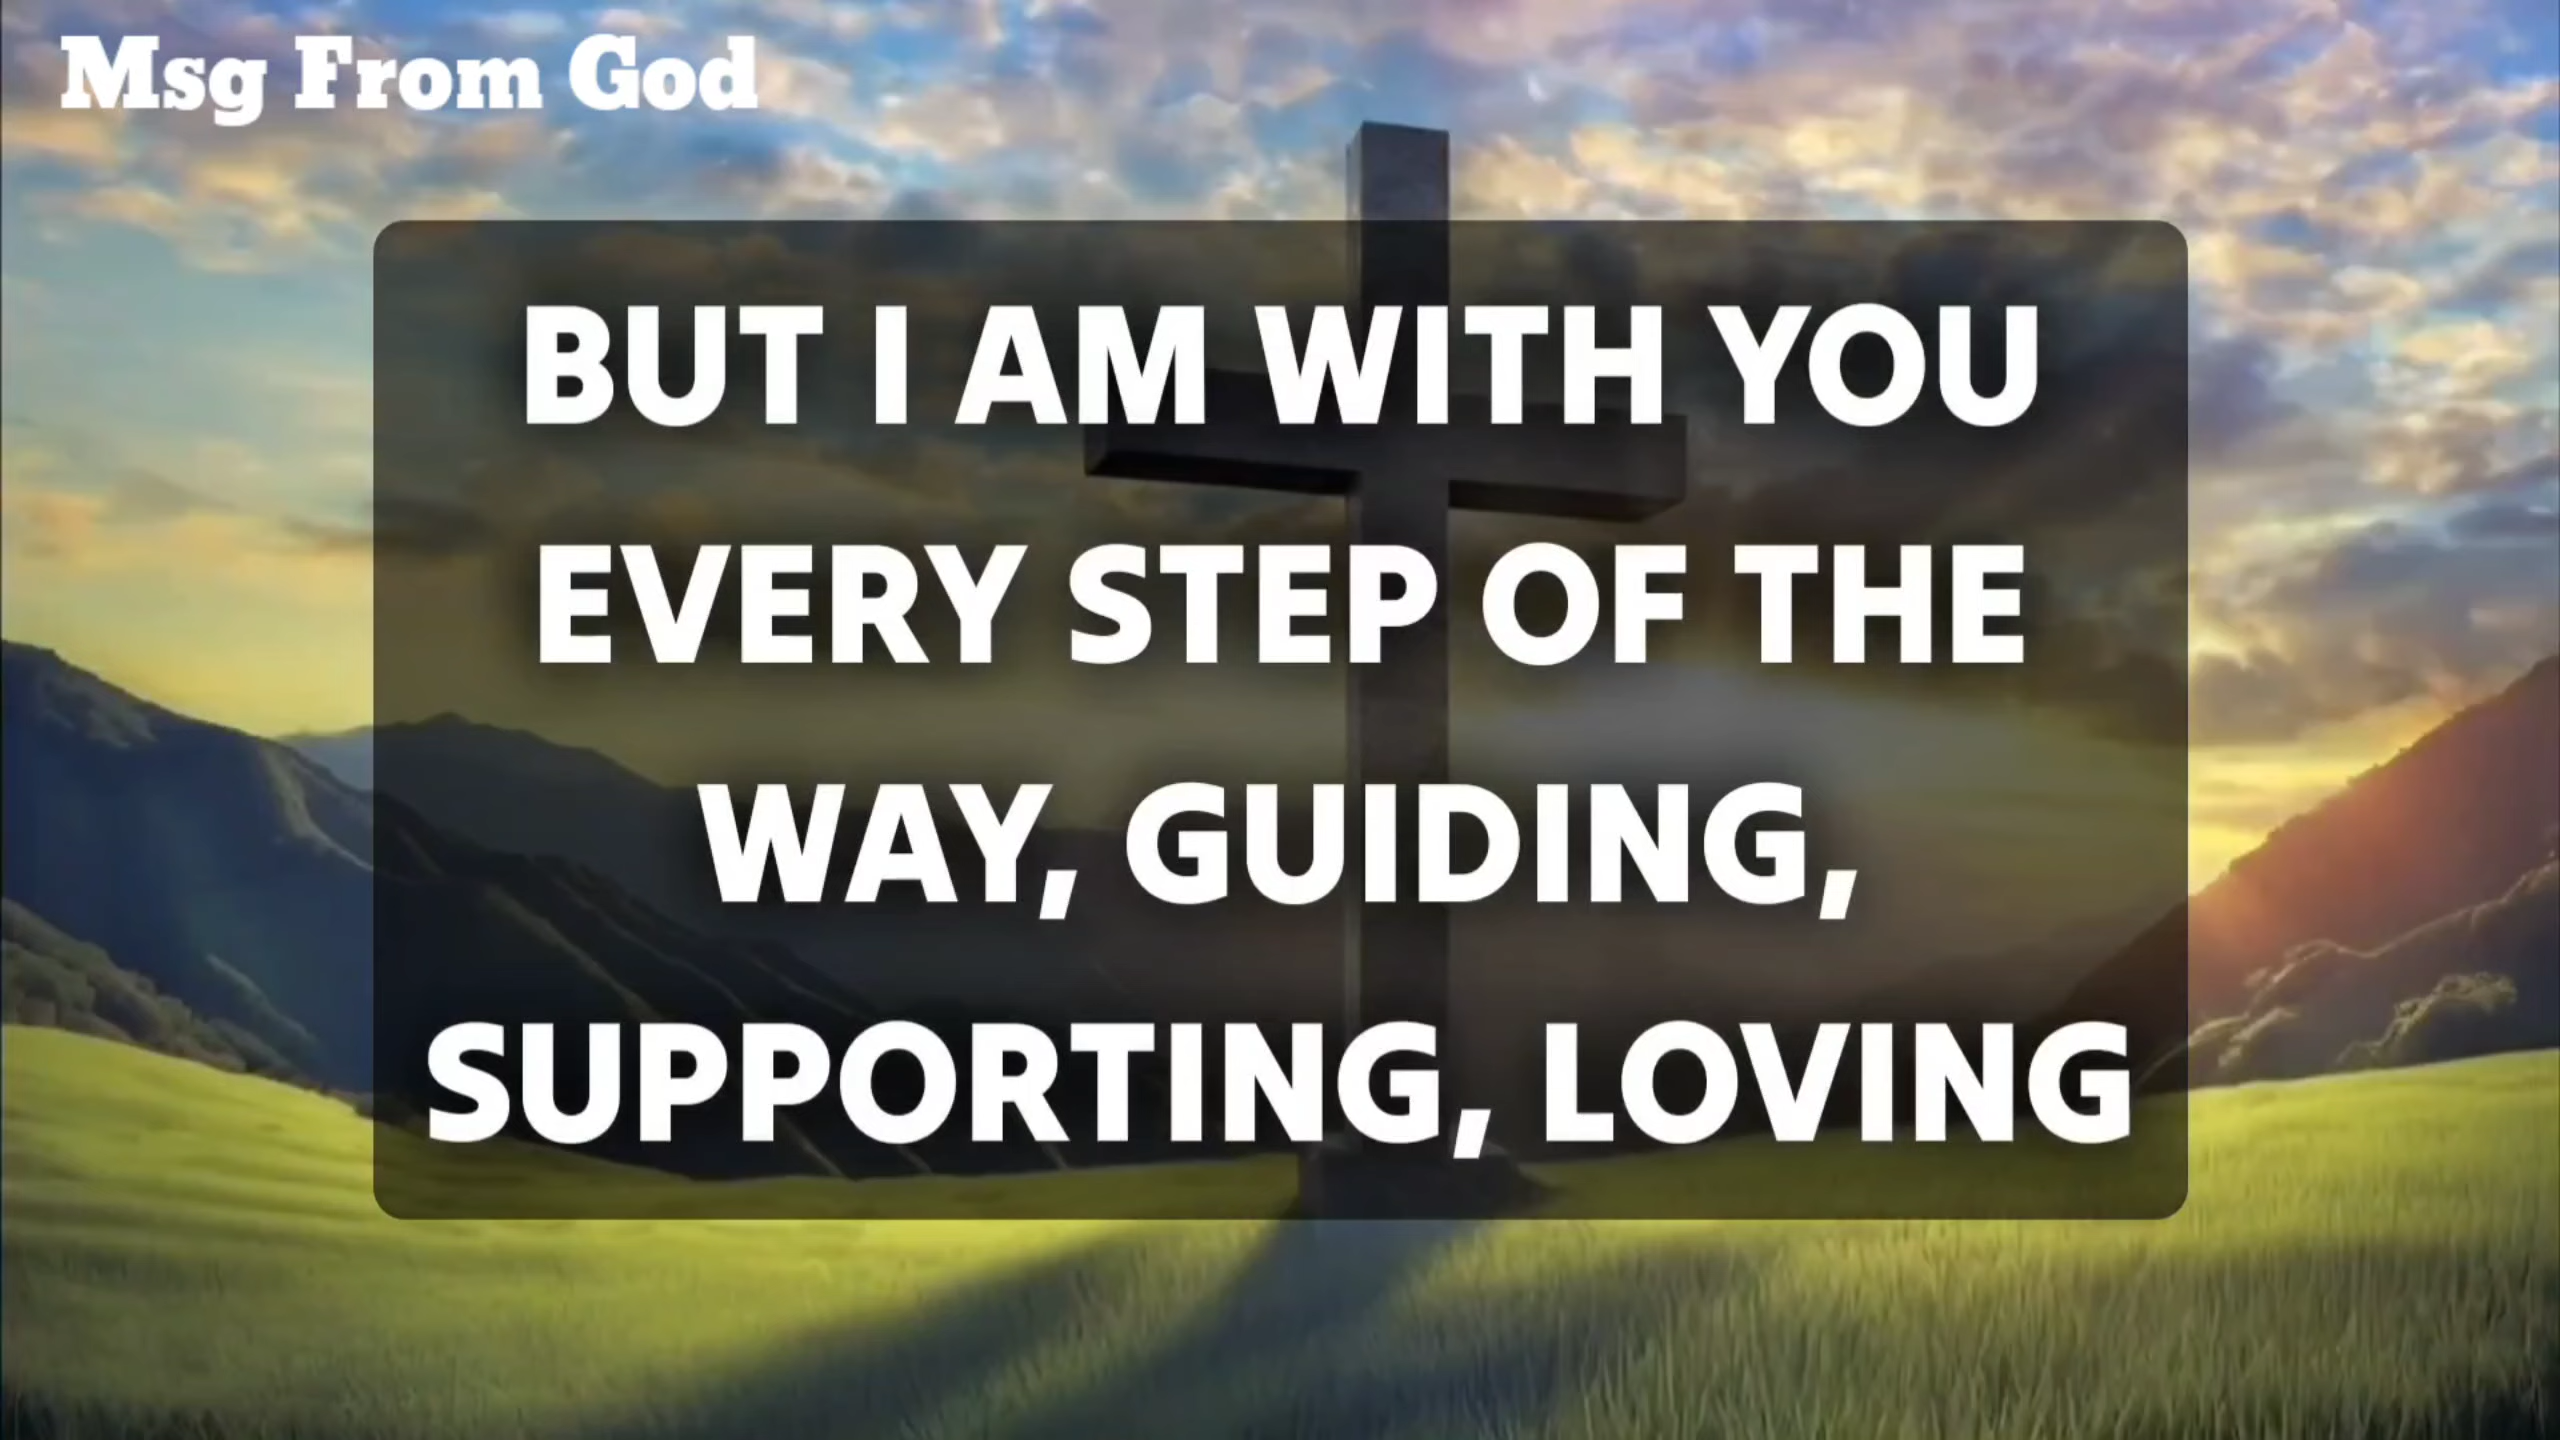 Msg From God
BUT I AM WITH YOU
EVERY STEP OF THE
WAY, GUIDING,
SUPPORTING, LOVING